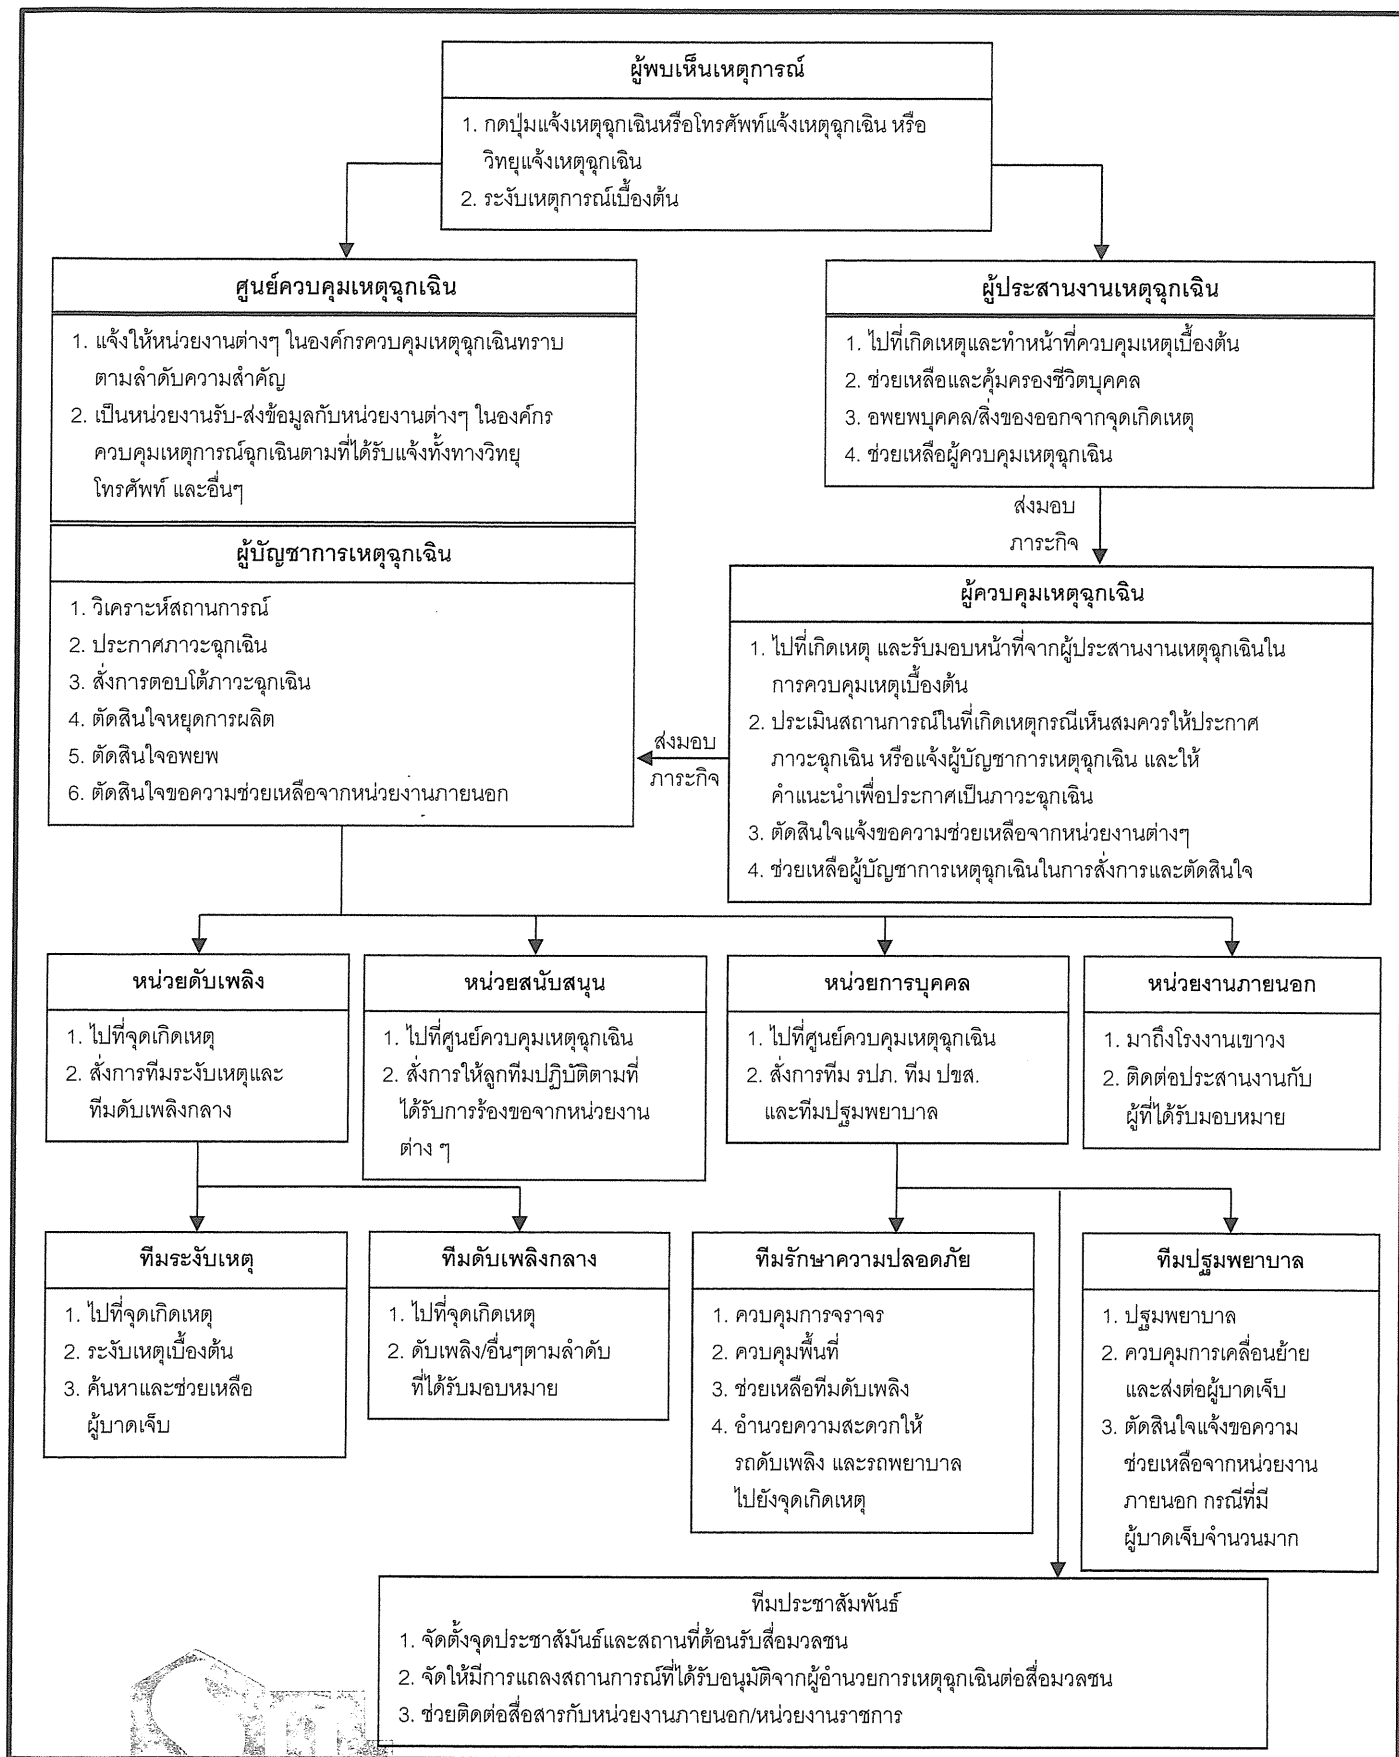 ผู้พบเห็นเหตุการณ์
1. กดปุ่มแจ้งเหตุฉุกเฉินหรือโทรศัพท์แจ้งเหตุฉุกเฉิน หรือ
วิทยุแจ้งเหตุฉุกเฉิน
2. ระงับเหตุการณ์เบื้องต้น
ศูนย์ควบคุมเหตุฉุกเฉิน
1. แจ้งให้หน่วยงานต่างๆ ในองค์กรควบคุมเหตุฉุกเฉินทราบ
ตามลำดับความสำคัญ
2. เป็นหน่วยงานรับ-ส่งข้อมูลกับหน่วยงานต่างๆ ในองค์กร
ควบคุมเหตุการณ์ฉุกเฉินตามที่ได้รับแจ้งทั้งทางวิทยุ
โทรศัพท์ และอื่นๆ
ผู้ประสานงานเหตุฉุกเฉิน
1. ไปที่เกิดเหตุและทำหน้าที่ควบคุมเหตุเบื้องต้น
2. ช่วยเหลือและคุ้มครองชีวิตบุคคล
3. อพยพบุคคล/สิ่งของออกจากจุดเกิดเหตุ
4. ช่วยเหลือผู้ควบคุมเหตุฉุกเฉิน
ส่งมอบ
ภาระกิจ
ผู้บัญชาการเหตุฉุกเฉิน
1. วิเคราะห์สถานการณ์
2. ประกาศภาวะฉุกเฉิน
3. สั่งการตอบโต้ภาวะฉุกเฉิน
4. ตัดสินใจหยุดการผลิต
5. ตัดสินใจอพยพ
6. ตัดสินใจขอความช่วยเหลือจากหน่วยงานภายนอก
ส่งมอบ
ภาระกิจ
ผู้ควบคุมเหตุฉุกเฉิน
1. ไปที่เกิดเหตุ และรับมอบหน้าที่จากผู้ประสานงานเหตุฉุกเฉินใน
การควบคุมเหตุเบื้องต้น
2. ประเมินสถานการณ์ในที่เกิดเหตุกรณีเห็นสมควรให้ประกาศ
ภาวะฉุกเฉิน หรือแจ้งผู้บัญชาการเหตุฉุกเฉิน และให้
คำแนะนำเพื่อประกาศเป็นภาวะฉุกเฉิน
3. ตัดสินใจแจ้งขอความช่วยเหลือจากหน่วยงานต่างๆ
4. ช่วยเหลือผู้บัญชาการเหตุฉุกเฉินในการสั่งการและตัดสินใจ
หน่วยดับเพลิง
1. ไปที่จุดเกิดเหตุ
2. สั่งการทีมระงับเหตุและ
ทีมดับเพลิงกลาง
หน่วยสนับสนุน
1. ไปที่ศูนย์ควบคุมเหตุฉุกเฉิน
2. สั่งการให้ลูกทีมปฏิบัติตามที่
ได้รับการร้องขอจากหน่วยงาน
ต่าง ๆ
หน่วยการบุคคล
1. ไปที่ศูนย์ควบคุมเหตุฉุกเฉิน
2. สั่งการทีม รปภ. ทีม ปชส.
และทีมปฐมพยาบาล
หน่วยงานภายนอก
1. มาถึงโรงงานเขาวง
2. ติดต่อประสานงานกับ
ผู้ที่ได้รับมอบหมาย
ทีมระงับเหตุ
1. ไปที่จุดเกิดเหตุ
2. ระงับเหตุเบื้องต้น
3. ค้นหาและช่วยเหลือ
ผู้บาดเจ็บ
ทีมดับเพลิงกลาง
1. ไปที่จุดเกิดเหตุ
2. ดับเพลิง/อื่นๆตามลำดับ
ที่ได้รับมอบหมาย
ทีมรักษาความปลอดภัย
1. ควบคุมการจราจร
2. ควบคุมพื้นที่
3. ช่วยเหลือทีมดับเพลิง
4. อำนวยความสะดวกให้
รถดับเพลิง และรถพยาบาล
ไปยังจุดเกิดเหตุ
ทีมปฐมพยาบาล
1. ปฐมพยาบาล
2. ควบคุมการเคลื่อนย้าย
และส่งต่อผู้บาดเจ็บ
3. ตัดสินใจแจ้งขอความ
ช่วยเหลือจากหน่วยงาน
ภายนอก กรณีที่มี
ผู้บาดเจ็บจำนวนมาก
ทีมประชาสัมพันธ์
1. จัดตั้งจุดประชาสัมันธ์และสถานที่ต้อนรับสื่อมวลชน
2. จัดให้มีการแถลงสถานการณ์ที่ได้รับอนุมัติจากผู้อำนวยการเหตุฉุกเฉินต่อสื่อมวลชน
3. ช่วยติดต่อสื่อสารกับหน่วยงานภายนอก/หน่วยงานราชการ